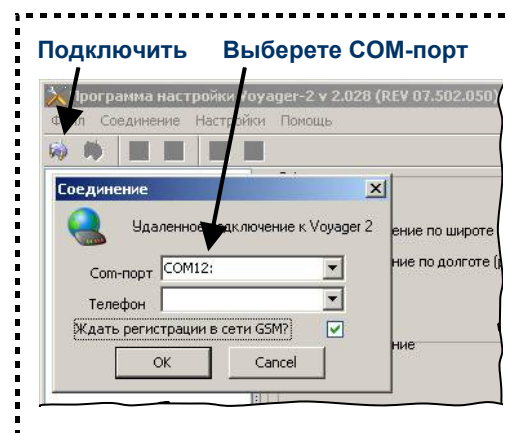 Подключить Выберете COM-порт
Программа настройки Voyager-2 v 2.028 (REV 07.502.050)
Файл Соединение Настройки Помощь
Соединение
Удаленное подключение к Voyager 2
ение по широте
Com-порт COM12:
ние по долготе (
Телефон
Ждать регистрации в сети GSM?
ние
OK Cancel